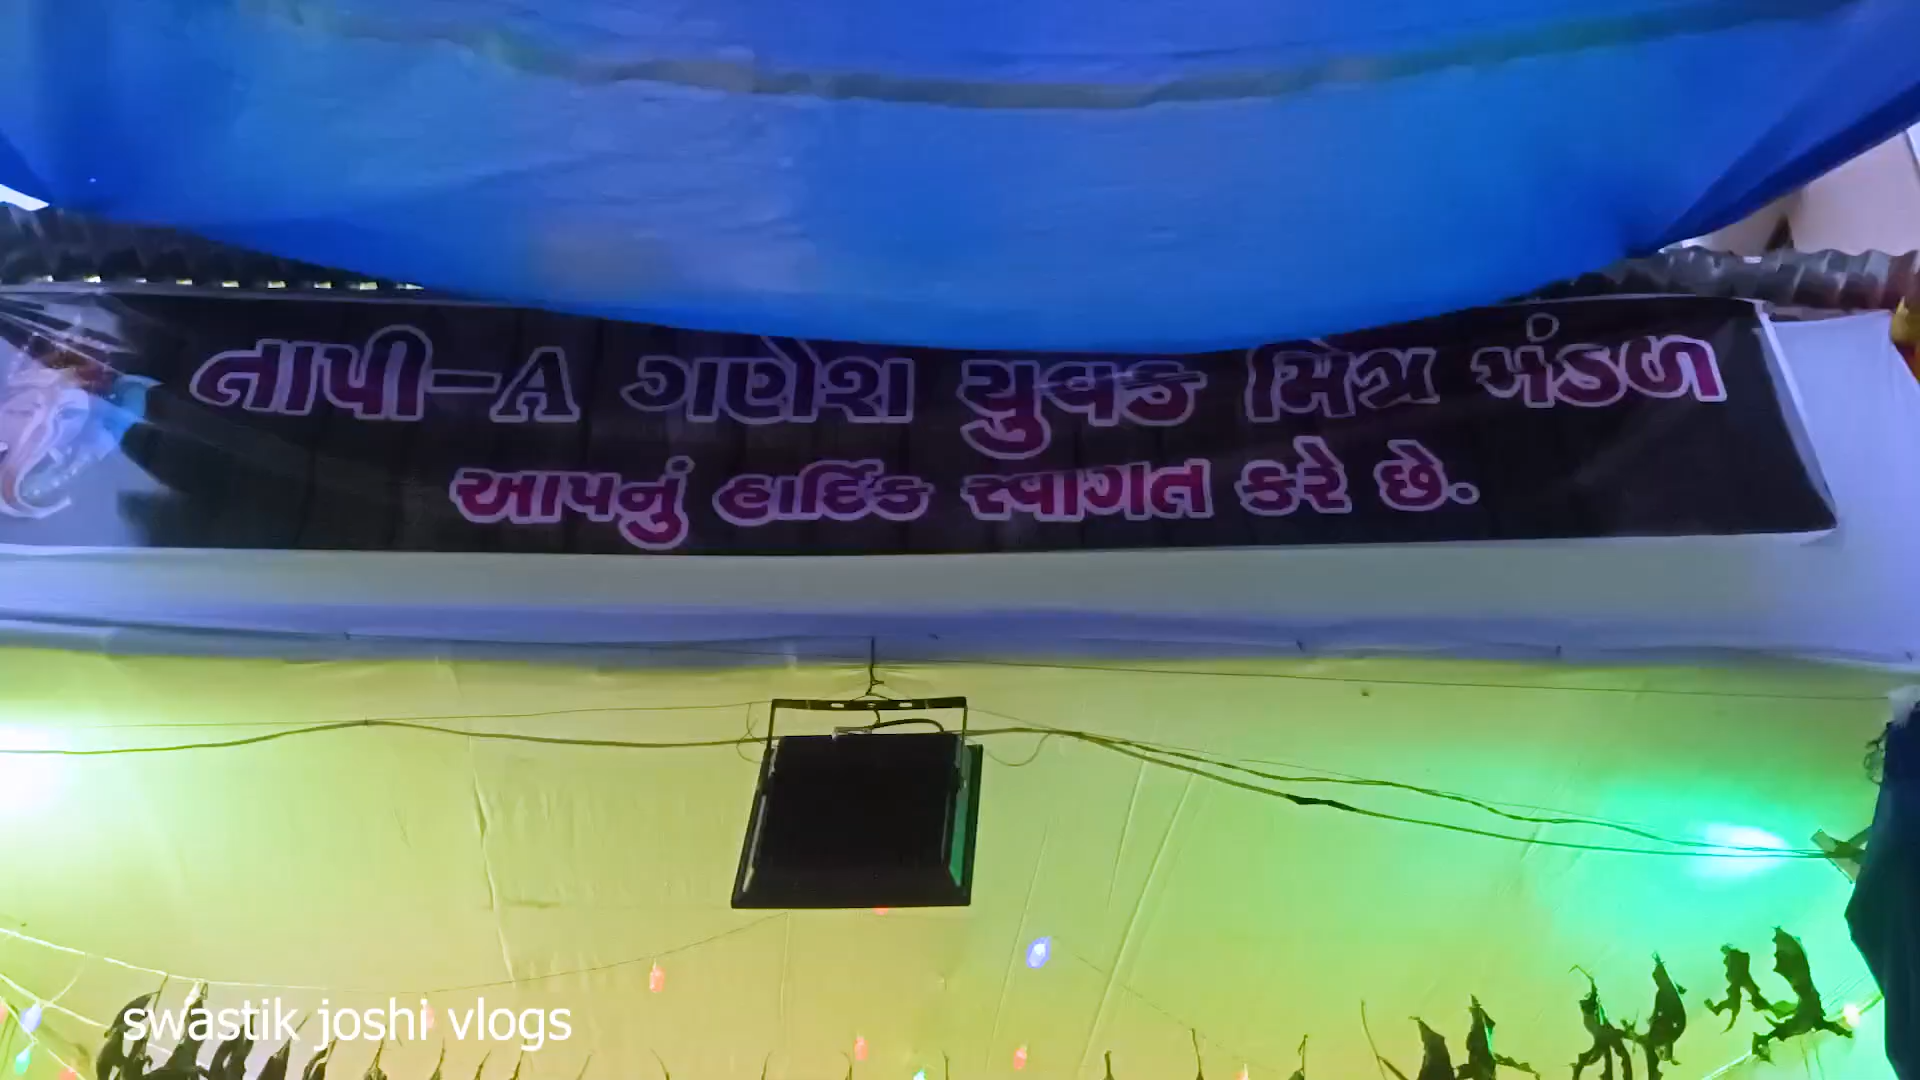 તાપી-A ગણેશ યુવક મિત્ર મંડળ
આપનું હાર્દિક સ્વાગત કરે છે.
swastik joshi vlogs